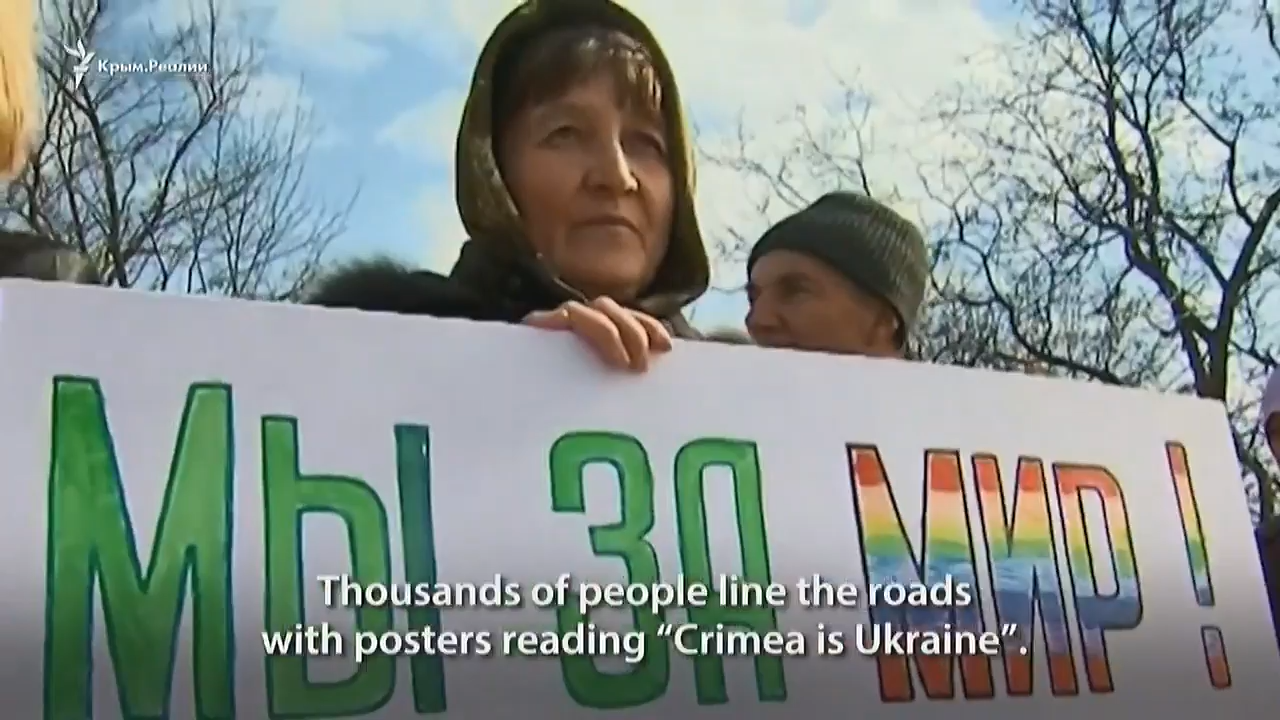 Крым.Реалии
МЫ ЗА МИР!
Thousands of people line the roads
with posters reading “Crimea is Ukraine”.